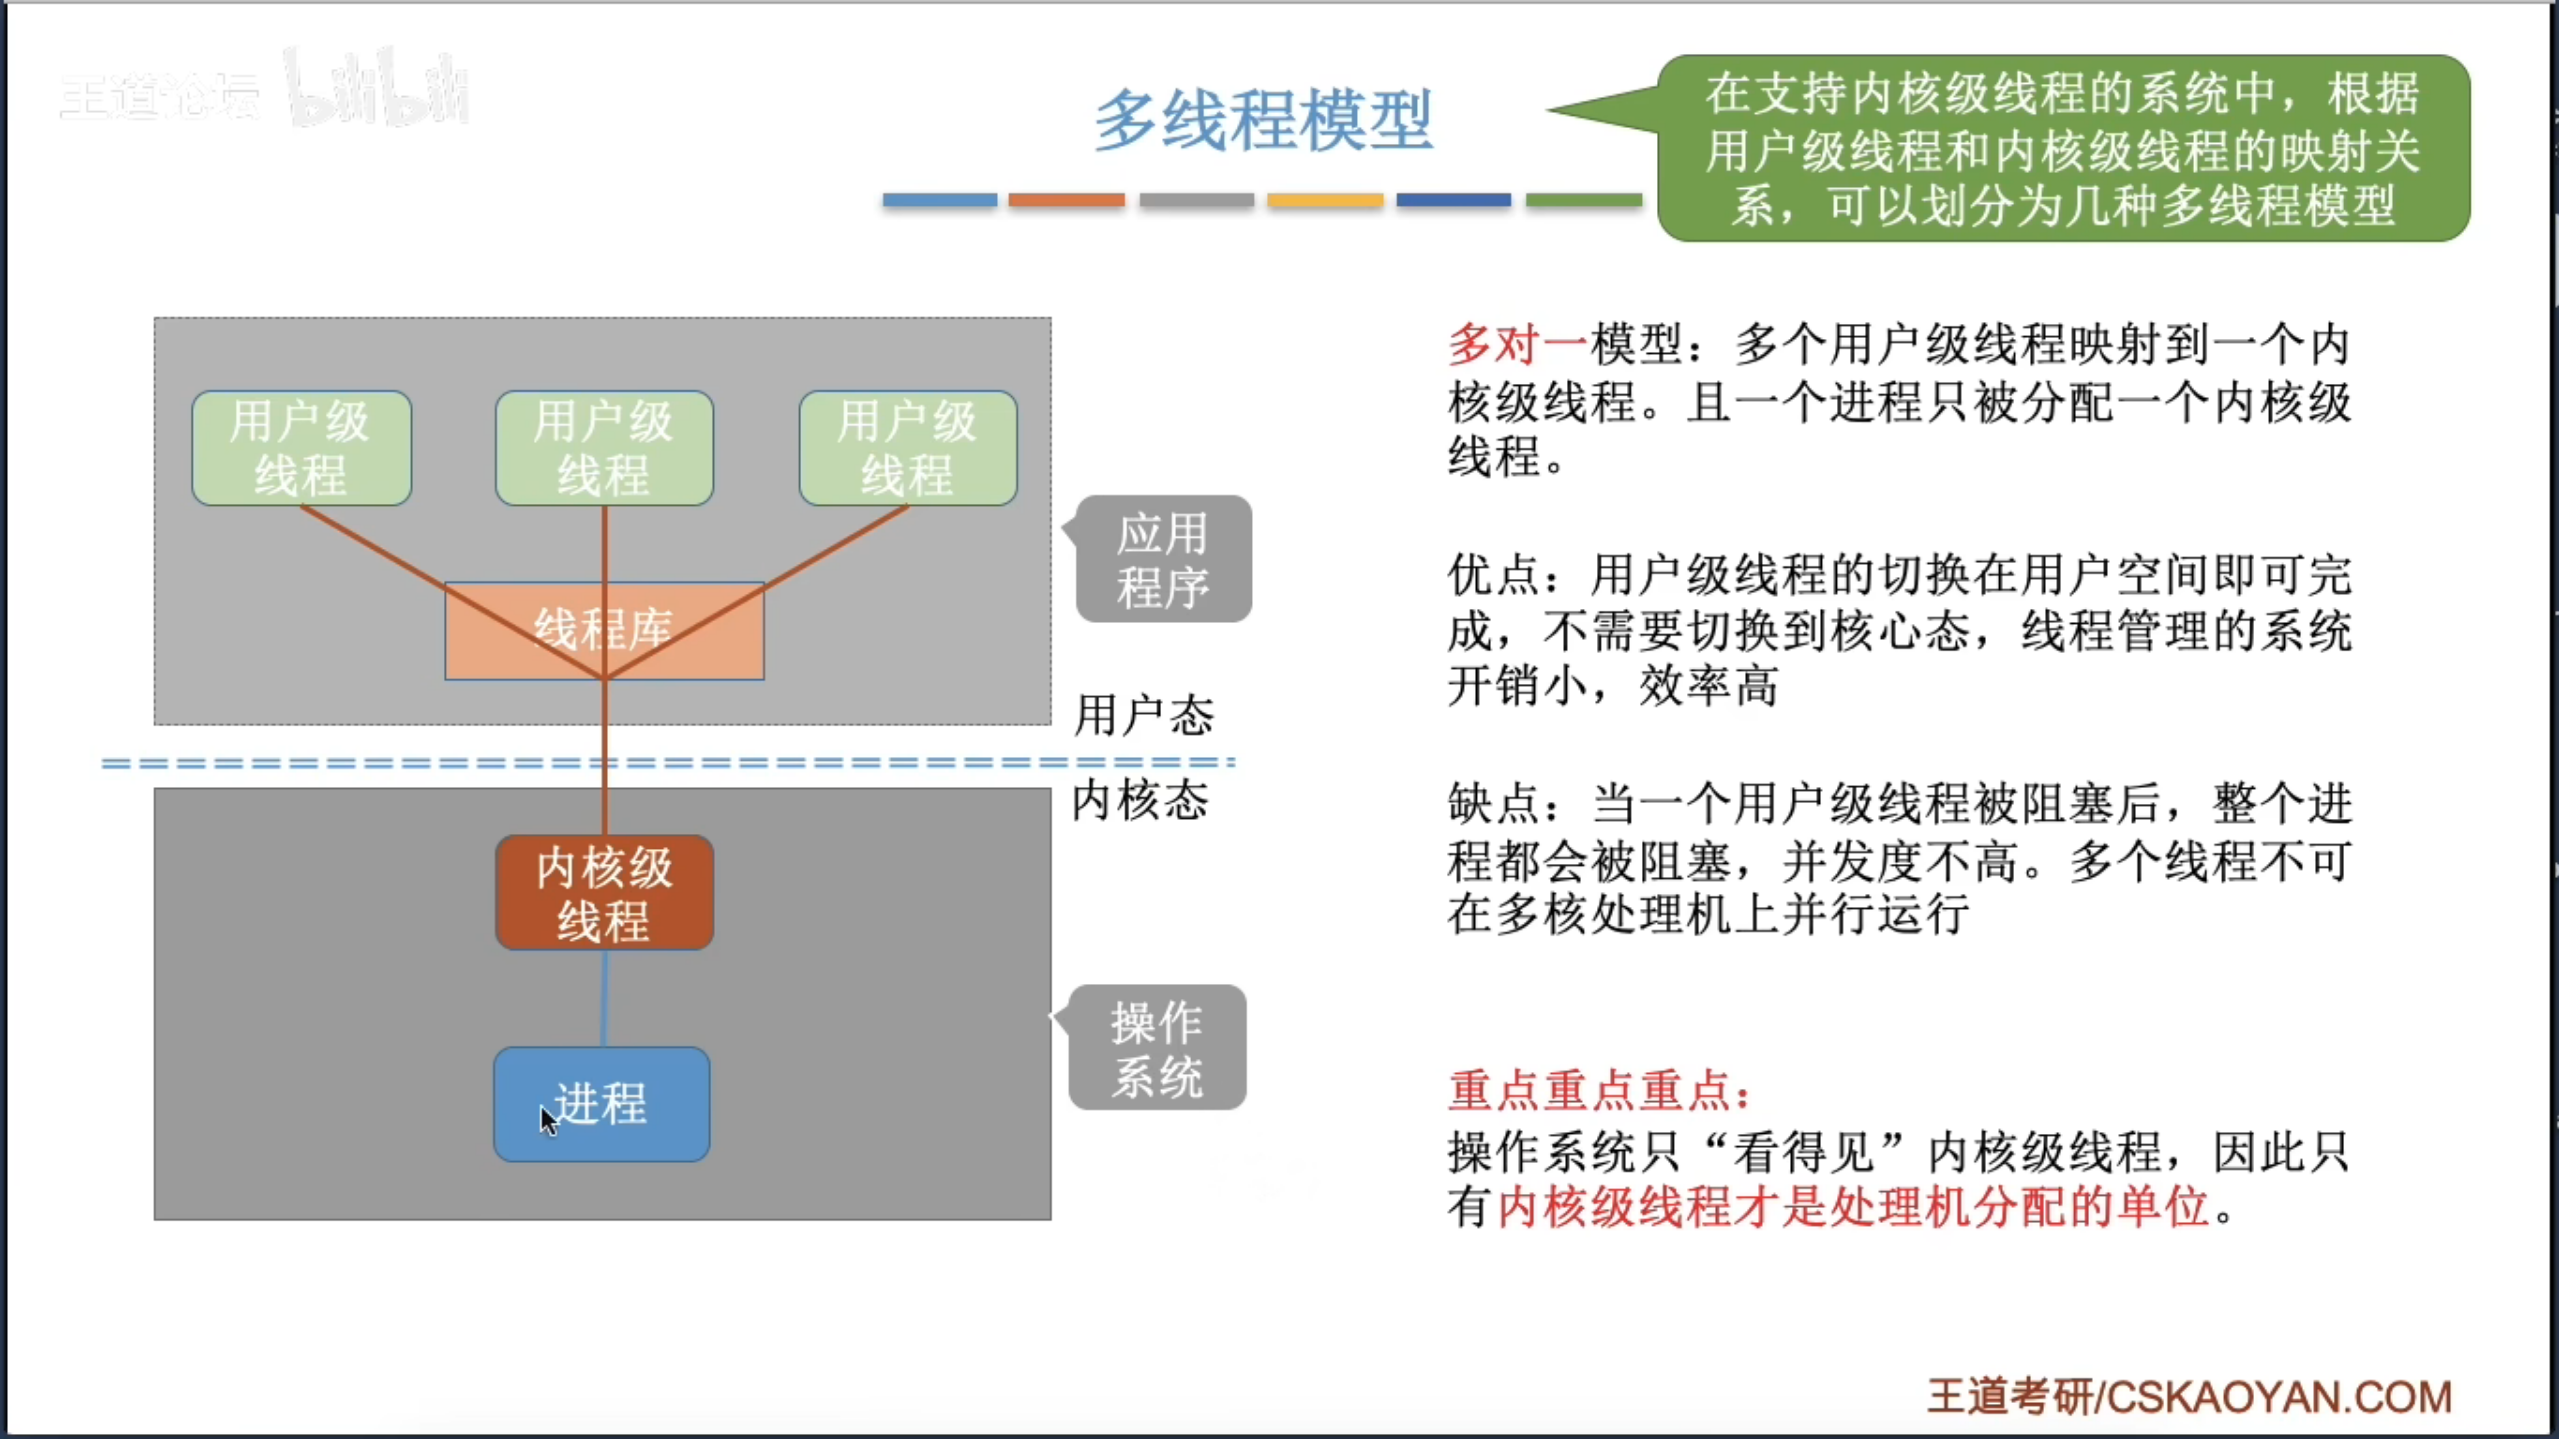 王道论坛 bilibili
多线程模型
在支持内核级线程的系统中，根据
用户级线程和内核级线程的映射关
系，可以划分为几种多线程模型
用户级
线程
用户级
线程
用户级
线程
线程库
应用
程序
用户态
内核态
内核级
线程
进程
操作
系统
多对一模型：多个用户级线程映射到一个内
核级线程。且一个进程只被分配一个内核级
线程。
优点：用户级线程的切换在用户空间即可完
成，不需要切换到核心态，线程管理的系统
开销小，效率高
缺点：当一个用户级线程被阻塞后，整个进
程都会被阻塞，并发度不高。多个线程不可
在多核处理机上并行运行
重点重点重点：
操作系统只“看得见”内核级线程，因此只
有内核级线程才是处理机分配的单位。
王道考研/CSKAOYAN.COM